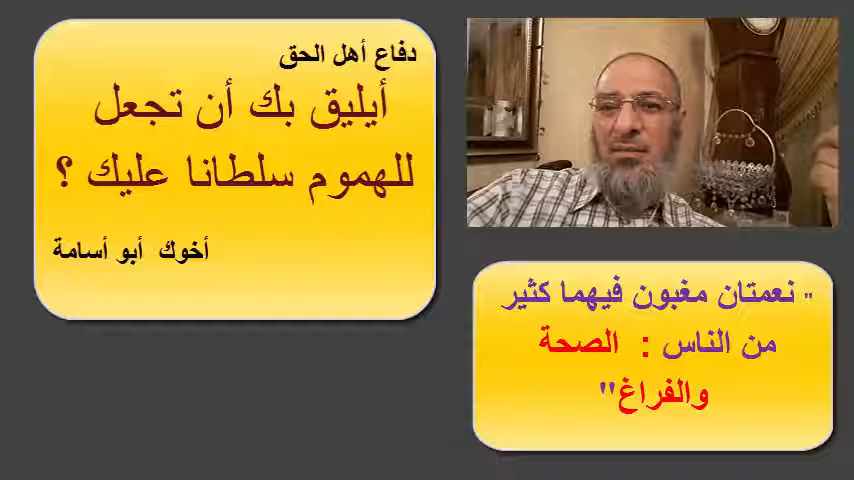 دفاع أهل الحق
أيليق بك أن تجعل
للهموم سلطانا عليك ؟
أخوك أبو أسامة
" نعمتان مغبون فيهما كثير
من الناس : الصحة
والفراغ"